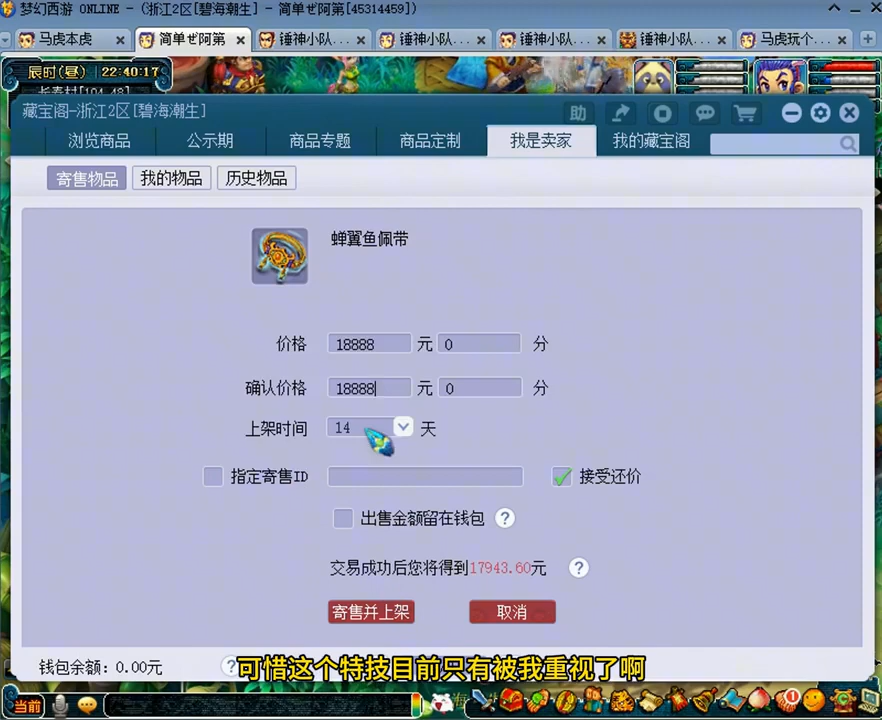 梦幻西游 ONLINE - (浙江2区[碧海潮生] - 简单ぜ阿第[45314459])
马虎本虎
简单ぜ阿第
锤神小队...
锤神小队...
锤神小队...
锤神小队...
马虎玩个...
辰时(昼) 22:40:17
藏宝阁-浙江2区[碧海潮生]
助
浏览商品 公示期 商品专题 商品定制 我是卖家 我的藏宝阁
寄售物品 我的物品 历史物品
蝉翼鱼佩带
价格 18888 元 0 分
确认价格 18888 元 0 分
上架时间 14 天
指定寄售ID 接受还价
出售金额留在钱包 ?
交易成功后您将得到17943.60元 ?
寄售并上架 取消
钱包余额: 0.00元 ?
可惜这个特技目前只有被我重视了啊
当前
1